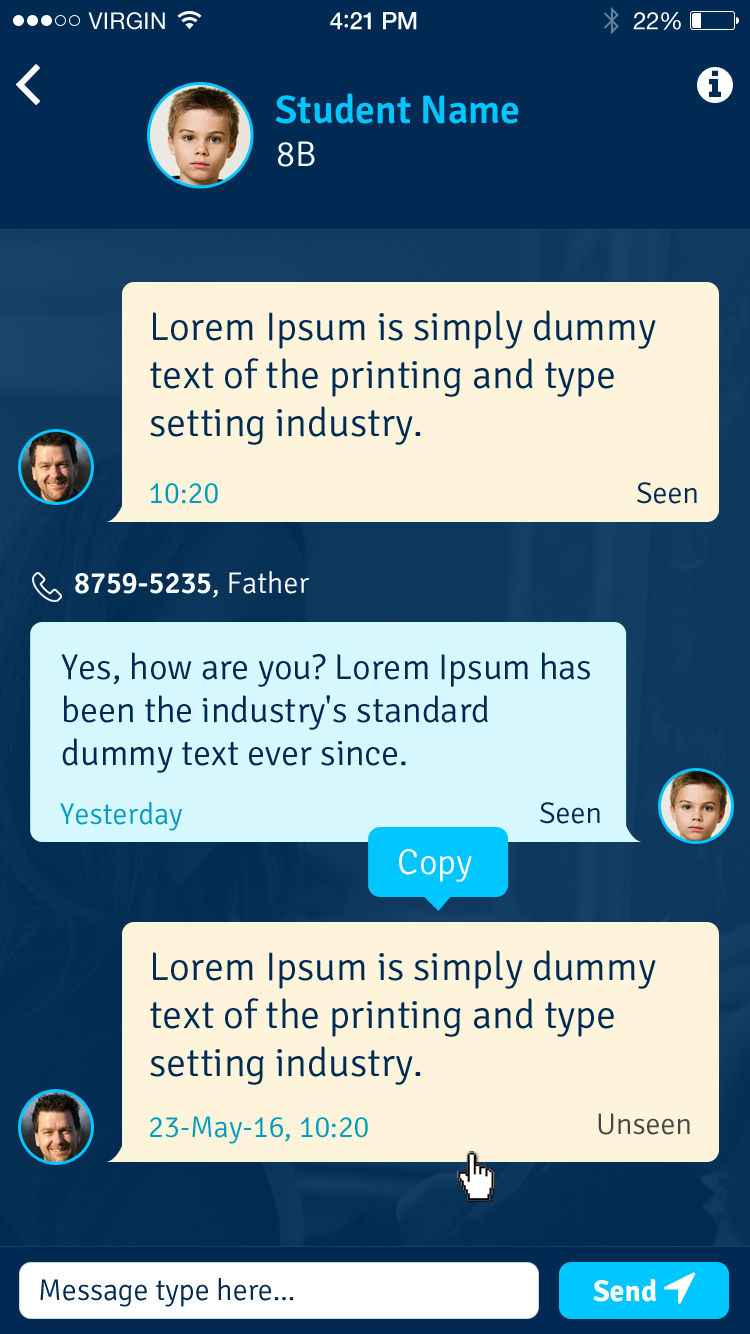 VIRGIN 4:21 PM 22%
Student Name
8B
Lorem Ipsum is simply dummy
text of the printing and type
setting industry.
10:20 Seen
8759-5235, Father
Yes, how are you? Lorem Ipsum has
been the industry's standard
dummy text ever since.
Yesterday Seen
Copy
Lorem Ipsum is simply dummy
text of the printing and type
setting industry.
23-May-16, 10:20 Unseen
Message type here... Send